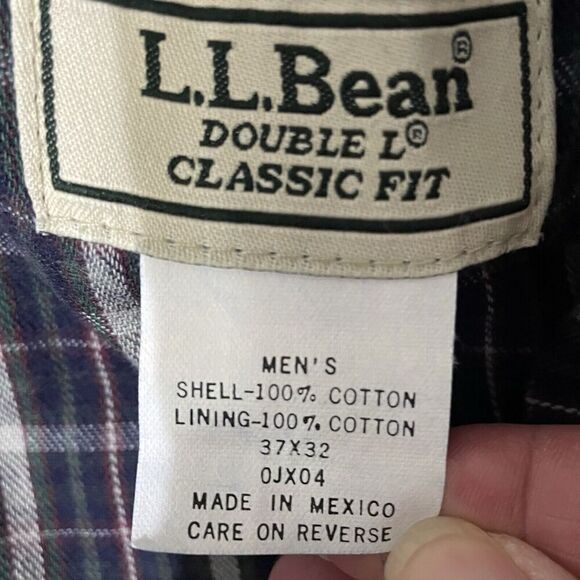 L.L.Bean®
DOUBLE L®
CLASSIC FIT
MEN'S
SHELL-100% COTTON
LINING-100% COTTON
37X32
0JX04
MADE IN MEXICO
CARE ON REVERSE